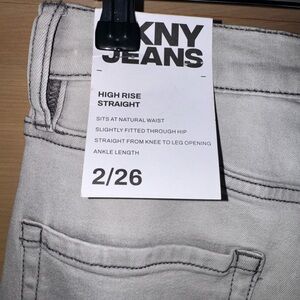 KNY
JEANS
HIGH RISE
STRAIGHT
SITS AT NATURAL WAIST
SLIGHTLY FITTED THROUGH HIP
STRAIGHT FROM KNEE TO LEG OPENING
ANKLE LENGTH
2/26